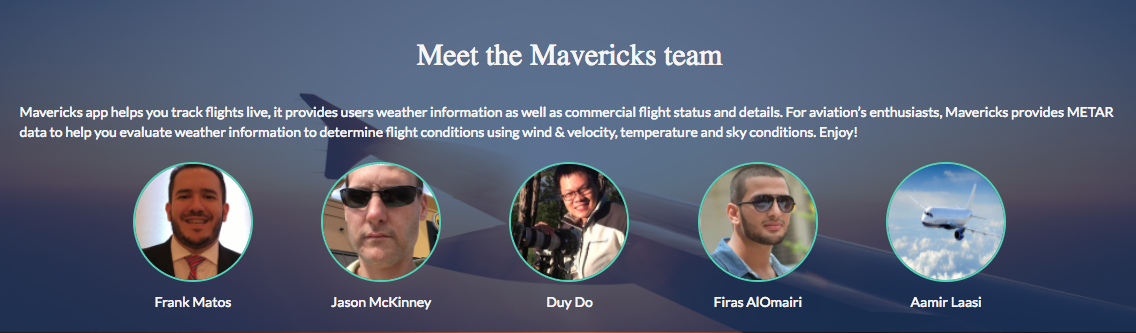 Meet the Mavericks team
Mavericks app helps you track flights live, it provides users weather information as well as commercial flight status and details. For aviation's enthusiasts, Mavericks provides METAR
data to help you evaluate weather information to determine flight conditions using wind & velocity, temperature and sky conditions. Enjoy!
Frank Matos Jason McKinney Duy Do Firas AlOmairi Aamir Laasi